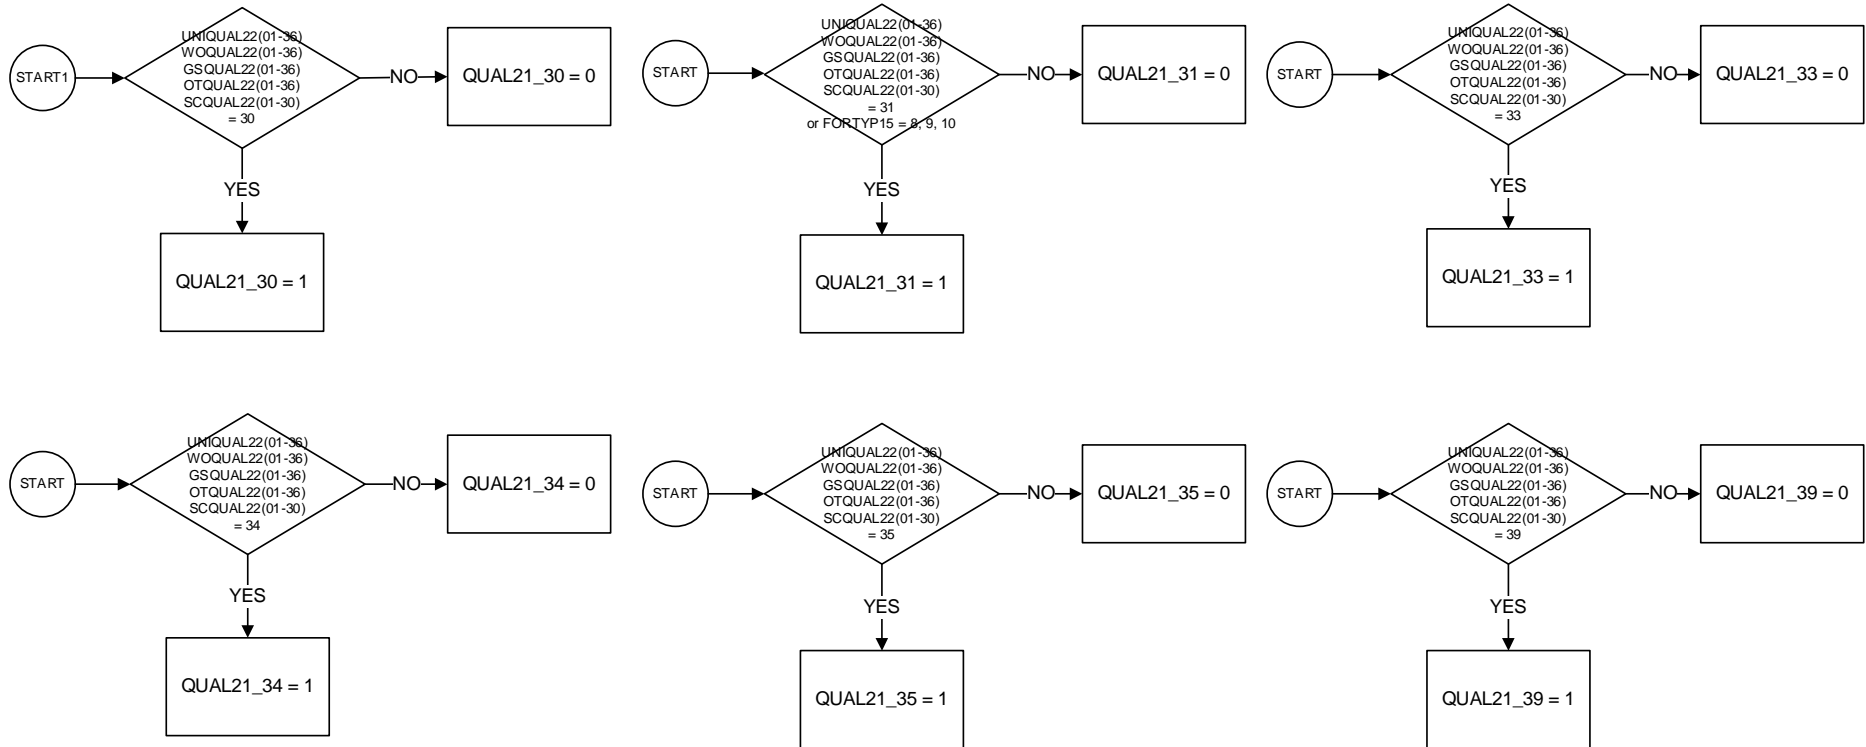 START1
UNIQUAL22(01-36)
WOQUAL22(01-36)
GSQUAL22(01-36)
OTQUAL22(01-36)
SCQUAL22(01-30)
= 30
NO
QUAL21_30 = 0
YES
QUAL21_30 = 1
START
UNIQUAL22(01-36)
WOQUAL22(01-36)
GSQUAL22(01-36)
OTQUAL22(01-36)
SCQUAL22(01-30)
= 31
or FORTYP15 = 8, 9, 10
NO
QUAL21_31 = 0
YES
QUAL21_31 = 1
START
UNIQUAL22(01-36)
WOQUAL22(01-36)
GSQUAL22(01-36)
OTQUAL22(01-36)
SCQUAL22(01-30)
= 33
NO
QUAL21_33 = 0
YES
QUAL21_33 = 1
START
UNIQUAL22(01-36)
WOQUAL22(01-36)
GSQUAL22(01-36)
OTQUAL22(01-36)
SCQUAL22(01-30)
= 34
NO
QUAL21_34 = 0
YES
QUAL21_34 = 1
START
UNIQUAL22(01-36)
WOQUAL22(01-36)
GSQUAL22(01-36)
OTQUAL22(01-36)
SCQUAL22(01-30)
= 35
NO
QUAL21_35 = 0
YES
QUAL21_35 = 1
START
UNIQUAL22(01-36)
WOQUAL22(01-36)
GSQUAL22(01-36)
OTQUAL22(01-36)
SCQUAL22(01-30)
= 39
NO
QUAL21_39 = 0
YES
QUAL21_39 = 1